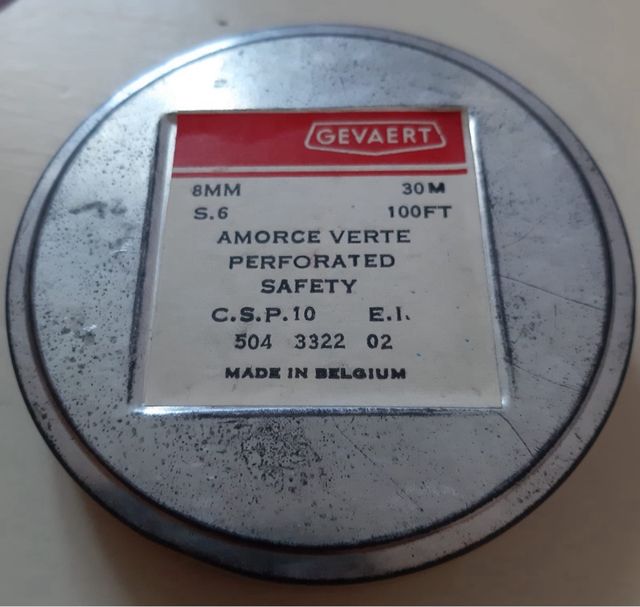 GEVAERT
8MM 30M
S.6 100FT
AMORCE VERTE
PERFORATED
SAFETY
C.S.P.10 E.I.
504 3322 02
MADE IN BELGIUM